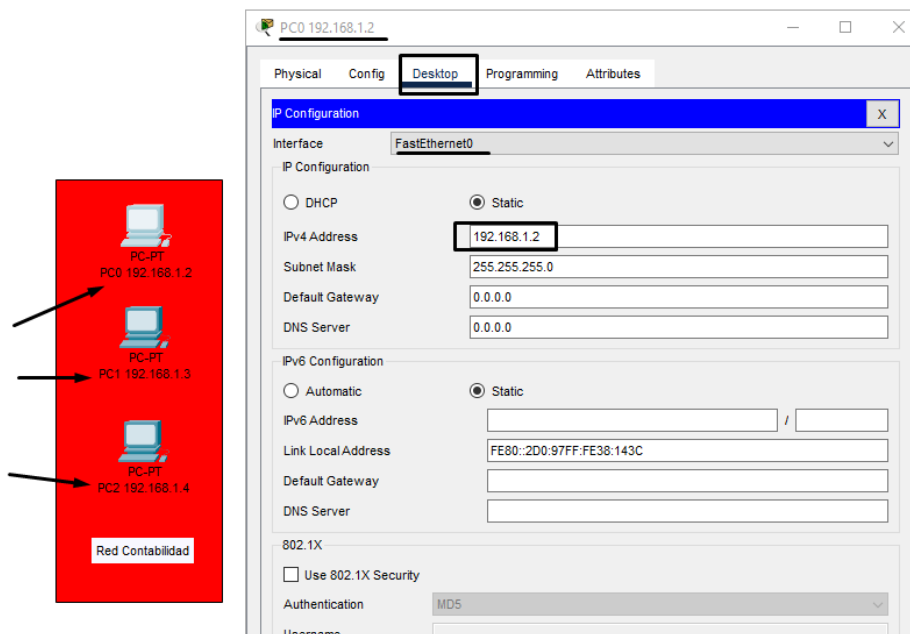 PC0 192.168.1.2
Physical Config Desktop Programming Attributes
IP Configuration X
Interface FastEthernet0
IP Configuration
DHCP Static
IPv4 Address 192.168.1.2
Subnet Mask 255.255.255.0
Default Gateway 0.0.0.0
DNS Server 0.0.0.0
IPv6 Configuration
Automatic Static
IPv6 Address /
Link Local Address FE80::2D0:97FF:FE38:143C
Default Gateway
DNS Server
802.1X
Use 802.1X Security
Authentication MD5
Username
PC-PT
PC0 192.168.1.2
PC-PT
PC1 192.168.1.3
PC-PT
PC2 192.168.1.4
Red Contabilidad